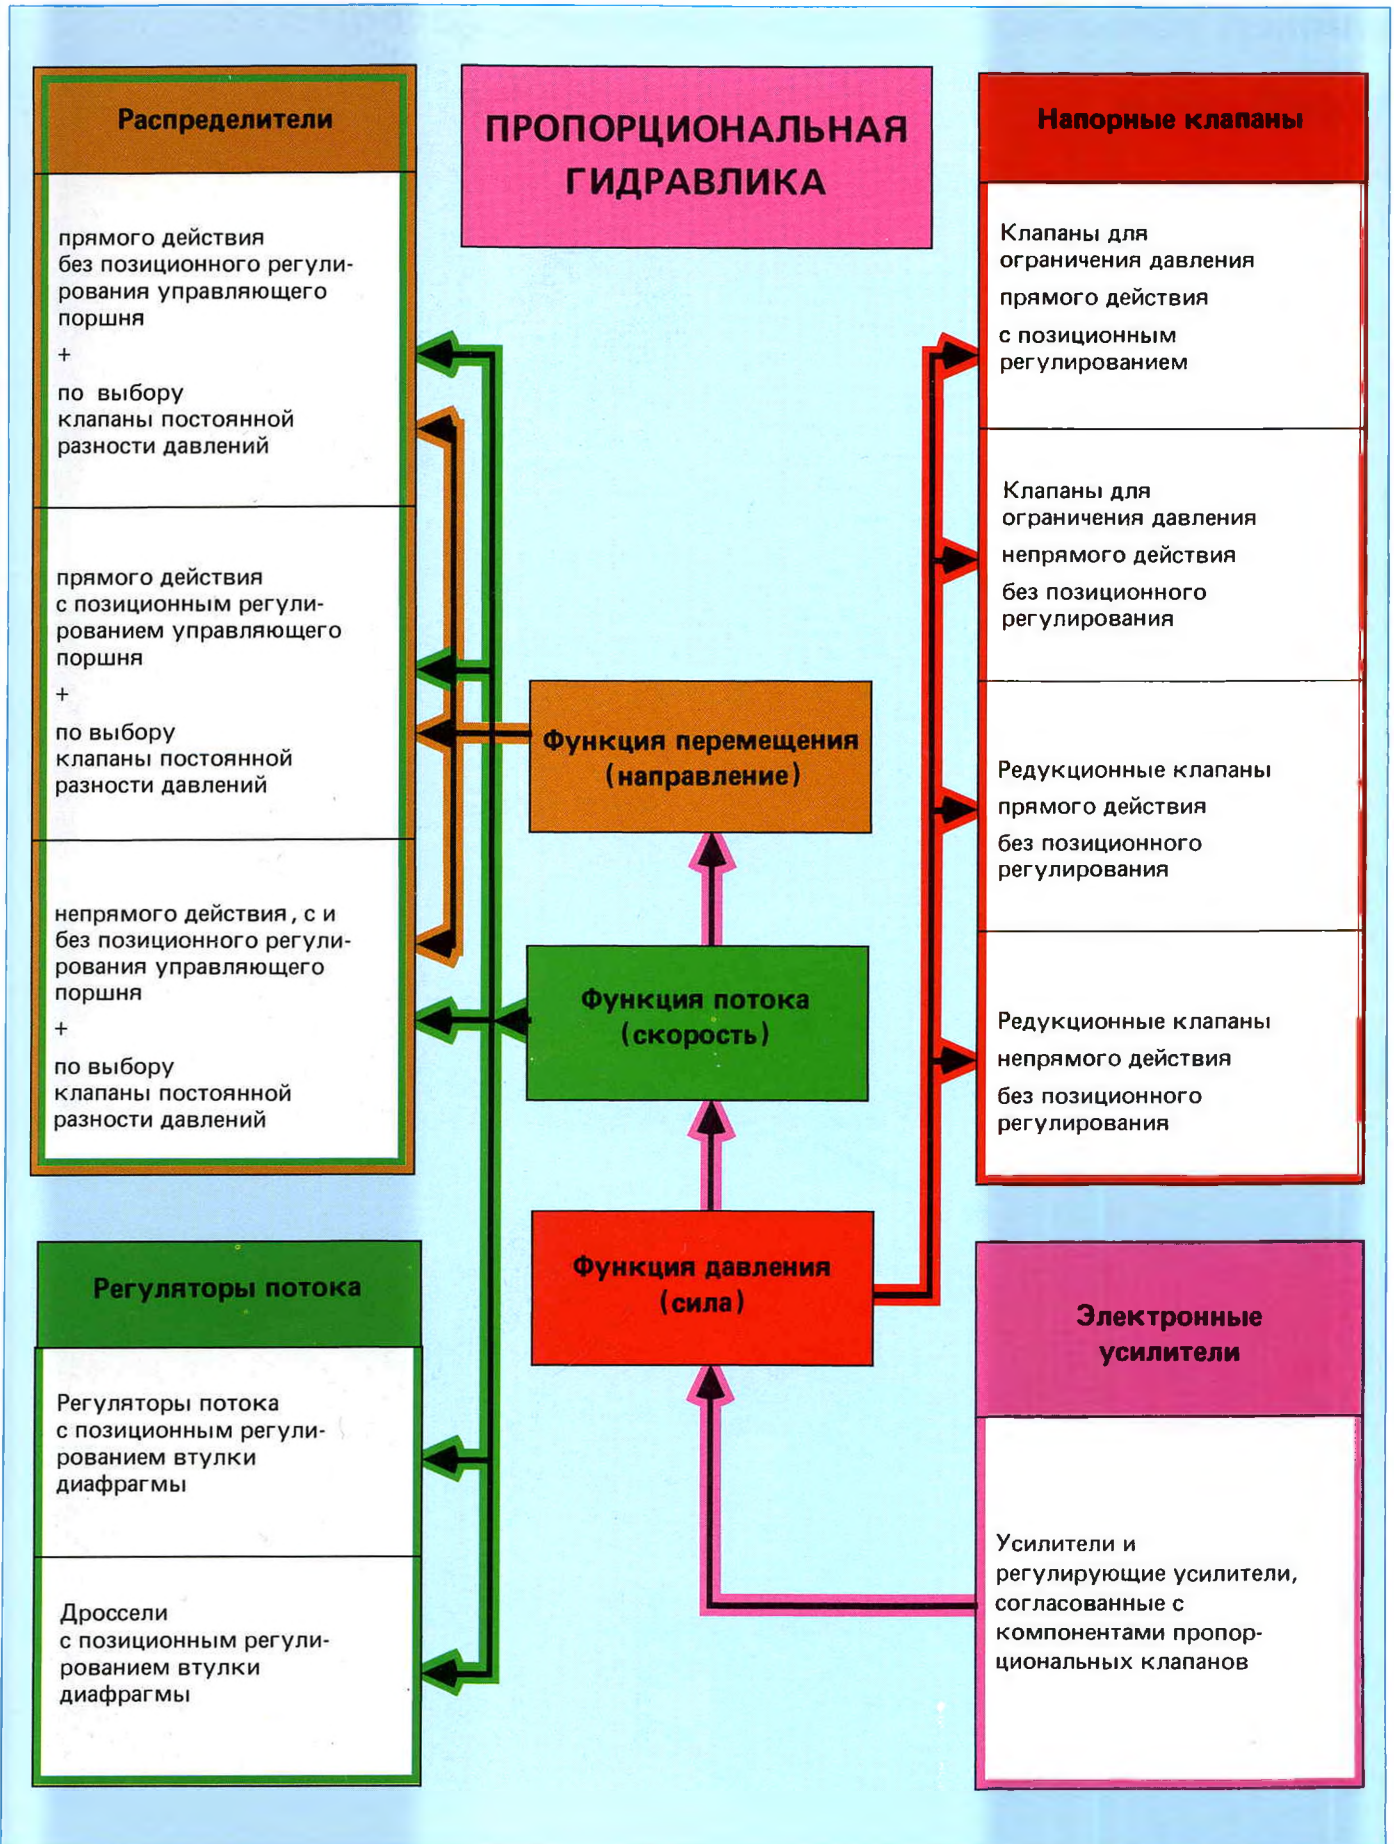 ПРОПОРЦИОНАЛЬНАЯ
ГИДРАВЛИКА
Распределители
прямого действия
без позиционного регули-
рования управляющего
поршня
+
по выбору
клапаны постоянной
разности давлений
прямого действия
с позиционным регули-
рованием управляющего
поршня
+
по выбору
клапаны постоянной
разности давлений
непрямого действия, с и
без позиционного регули-
рования управляющего
поршня
+
по выбору
клапаны постоянной
разности давлений
Регуляторы потока
Регуляторы потока
с позиционным регули-
рованием втулки
диафрагмы
Дроссели
с позиционным регули-
рованием втулки
диафрагмы
Функция перемещения
(направление)
Функция потока
(скорость)
Функция давления
(сила)
Напорные клапаны
Клапаны для
ограничения давления
прямого действия
с позиционным
регулированием
Клапаны для
ограничения давления
непрямого действия
без позиционного
регулирования
Редукционные клапаны
прямого действия
без позиционного
регулирования
Редукционные клапаны
непрямого действия
без позиционного
регулирования
Электронные
усилители
Усилители и
регулирующие усилители,
согласованные с
компонентами пропор-
циональных клапанов